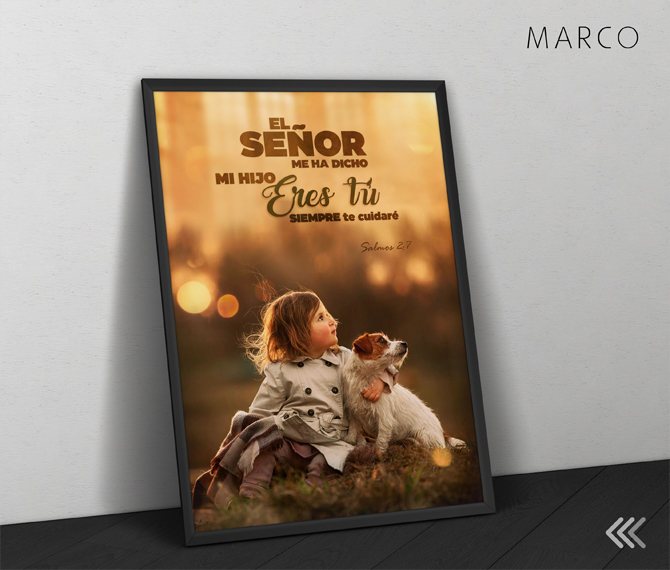 MARCO
EL
SEÑOR
ME HA DICHO
MI HIJO Eres tú
SIEMPRE te cuidaré
Salmos 2:7